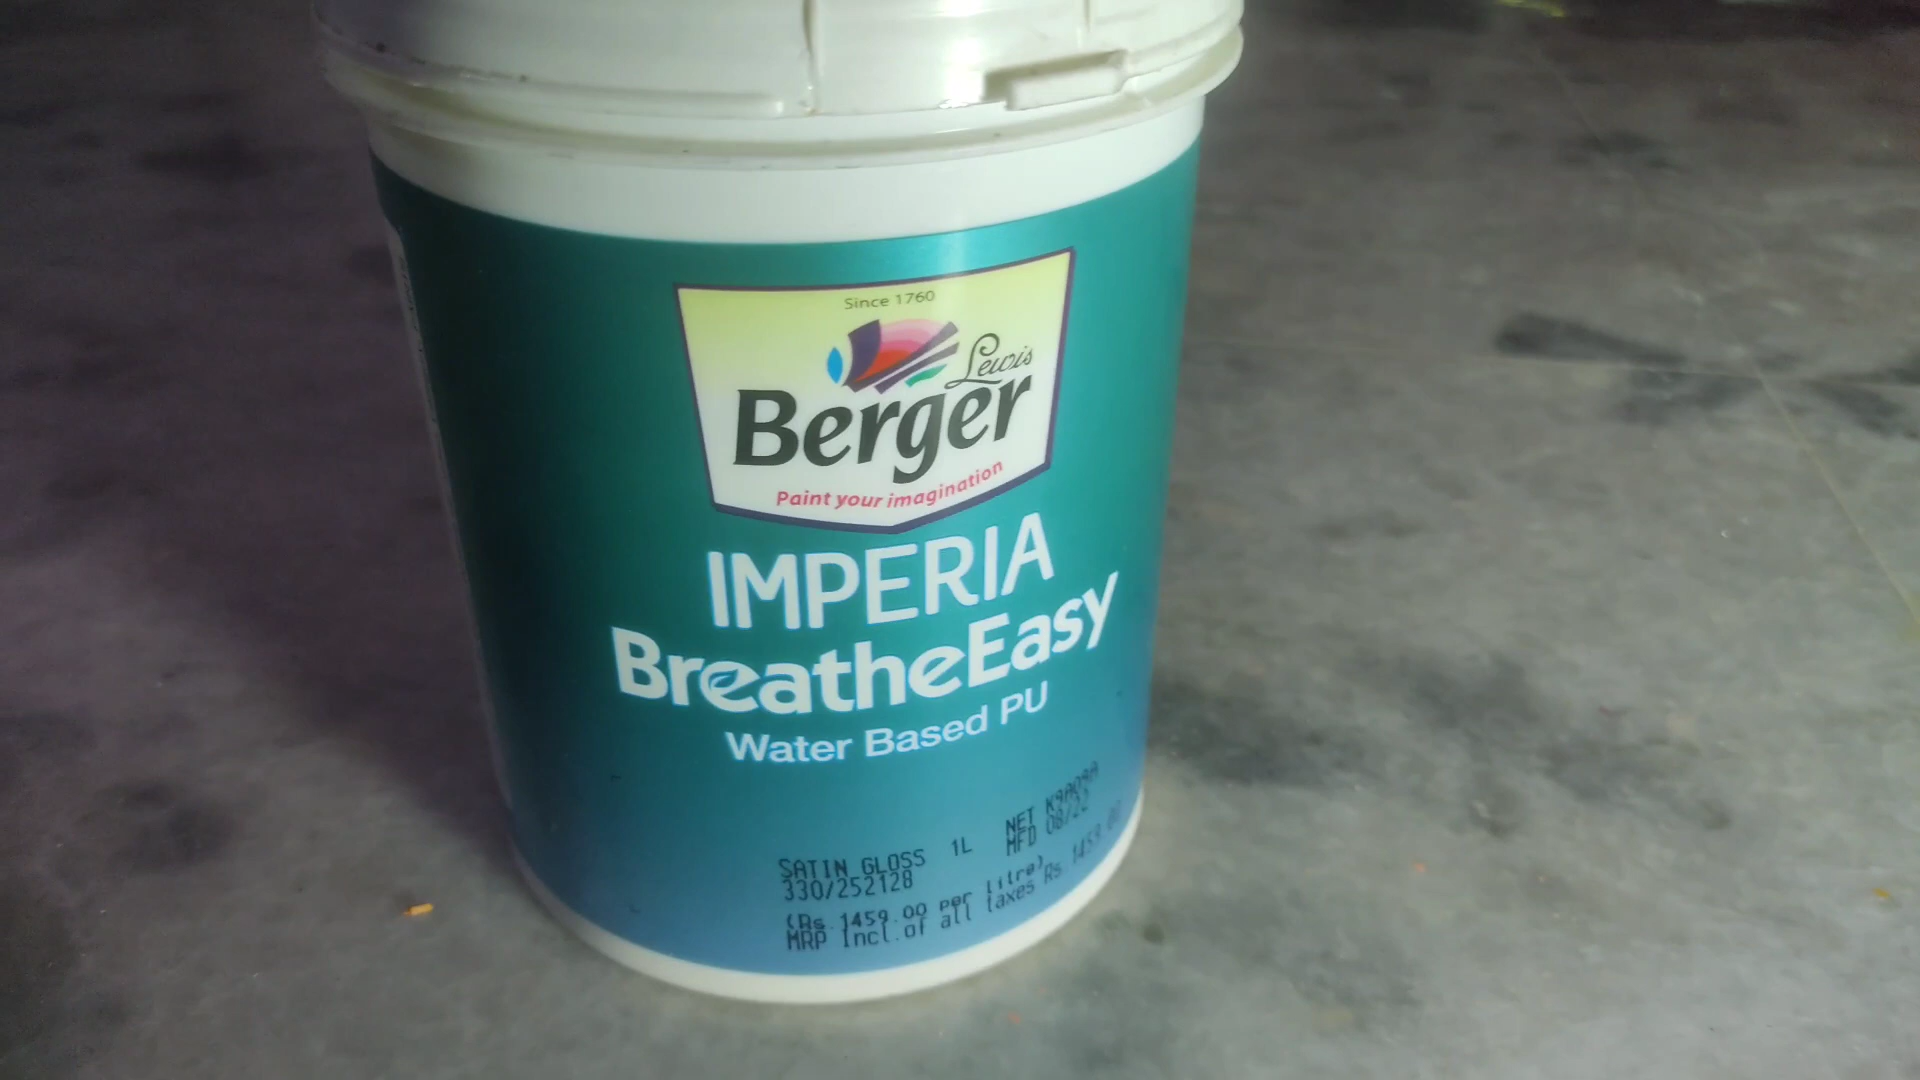 Since 1760
Lewis
Berger
Paint your imagination
IMPERIA
BreatheEasy
Water Based PU
SATIN GLOSS 1L NET K9A09A
330/252128 MFD 08/22
(Rs. 1459.00 per litre)
MRP Incl.of all taxes Rs. 1459.00